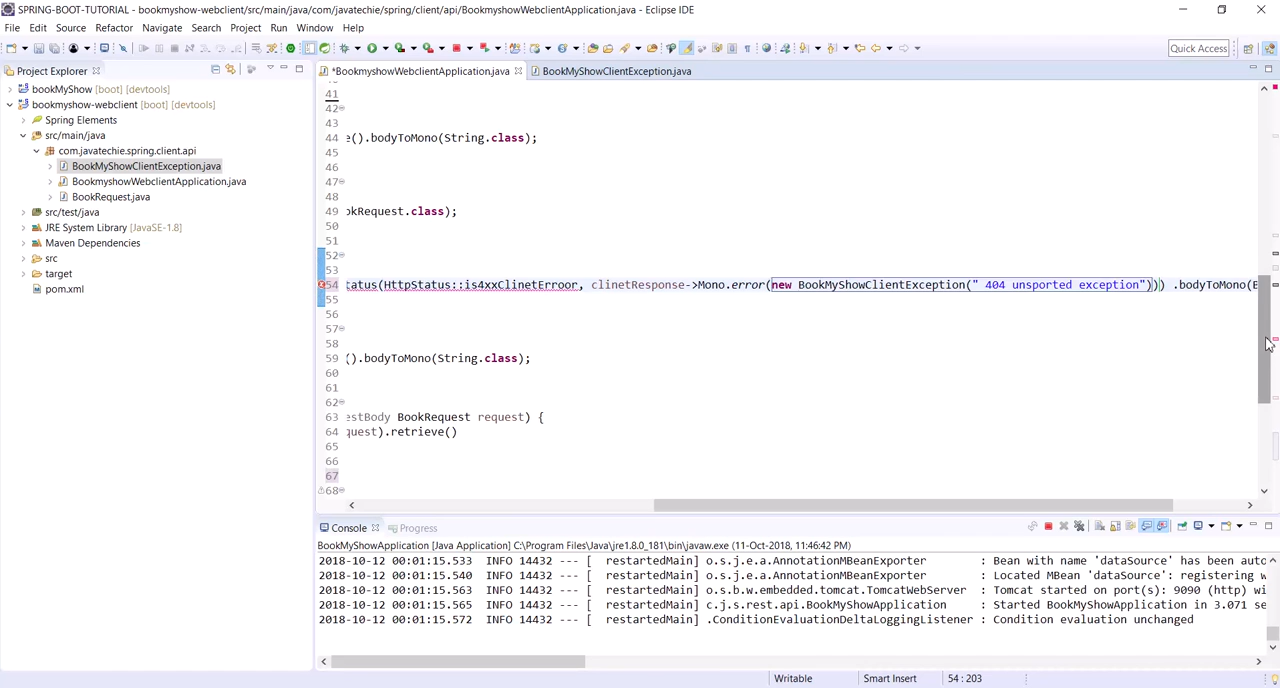 SPRING-BOOT-TUTORIAL - bookmyshow-webclient/src/main/java/com/javatechie/spring/client/api/BookmyshowWebclientApplication.java - Eclipse IDE
File Edit Source Refactor Navigate Search Project Run Window Help
Quick Access
Project Explorer
*BookmyshowWebclientApplication.java
BookMyShowClientException.java
bookMyShow [boot] [devtools]
bookmyshow-webclient [boot] [devtools]
Spring Elements
src/main/java
com.javatechie.spring.client.api
BookMyShowClientException.java
BookmyshowWebclientApplication.java
BookRequest.java
src/test/java
JRE System Library [JavaSE-1.8]
Maven Dependencies
src
target
pom.xml
41
42
43
44 e().bodyToMono(String.class);
45
46
47
48
49 okRequest.class);
50
51
52
53
54 tatus(HttpStatus::is4xxClinetErroor, clinetResponse->Mono.error(new BookMyShowClientException(" 404 unsported exception"))) .bodyToMono(B
55
56
57
58
59 ().bodyToMono(String.class);
60
61
62
63 estBody BookRequest request) {
64 quest).retrieve()
65
66
67
68
Console
Progress
BookMyShowApplication [Java Application] C:\Program Files\Java\jre1.8.0_181\bin\javaw.exe (11-Oct-2018, 11:46:42 PM)
2018-10-12 00:01:15.533 INFO 14432 --- [ restartedMain] o.s.j.e.a.AnnotationMBeanExporter : Bean with name 'dataSource' has been auto
2018-10-12 00:01:15.540 INFO 14432 --- [ restartedMain] o.s.j.e.a.AnnotationMBeanExporter : Located MBean 'dataSource': registering w
2018-10-12 00:01:15.563 INFO 14432 --- [ restartedMain] o.s.b.w.embedded.tomcat.TomcatWebServer : Tomcat started on port(s): 9090 (http) wi
2018-10-12 00:01:15.565 INFO 14432 --- [ restartedMain] c.j.s.rest.api.BookMyShowApplication : Started BookMyShowApplication in 3.071 se
2018-10-12 00:01:15.572 INFO 14432 --- [ restartedMain] .ConditionEvaluationDeltaLoggingListener : Condition evaluation unchanged
Writable
Smart Insert
54 : 203